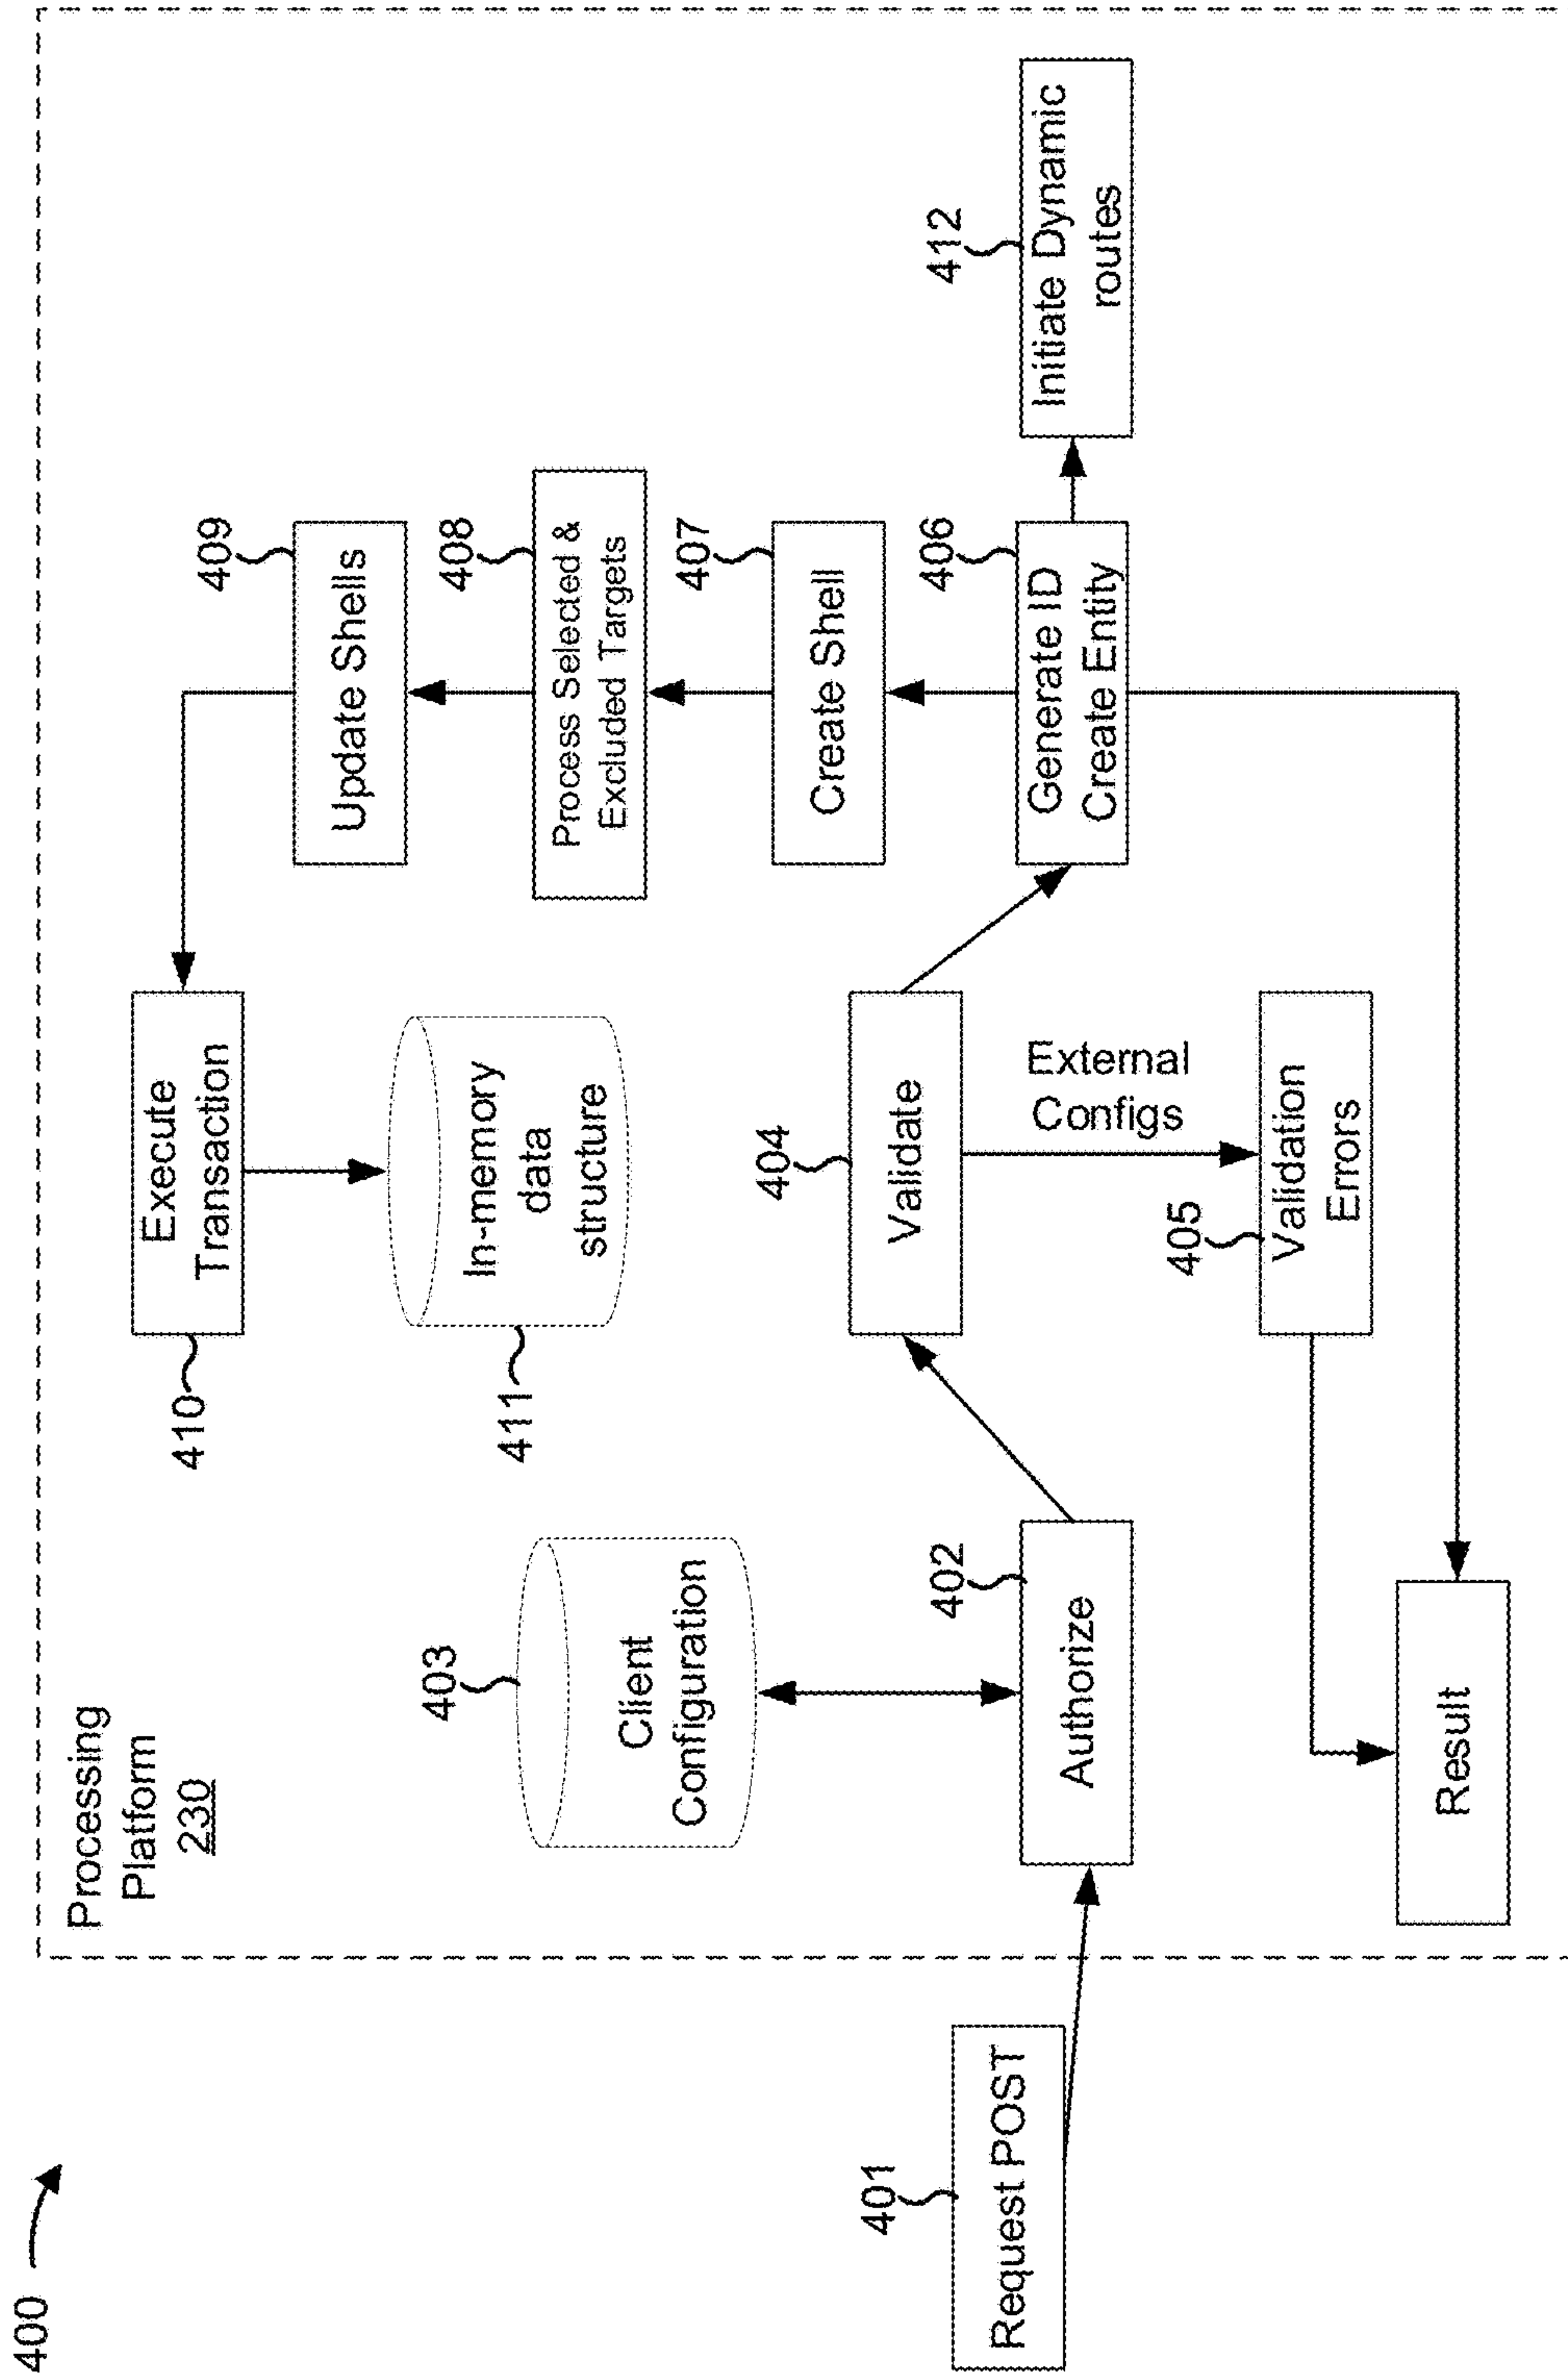 400
Processing
Platform
230
401
Request POST
403
Client
Configuration
402
Authorize
Result
410
Execute
Transaction
411
In-memory
data
structure
404
Validate
External
Configs
405
Validation
Errors
409
Update Shells
408
Process Selected &
Excluded Targets
407
Create Shell
406
Generate ID
Create Entity
412
Initiate Dynamic
routes